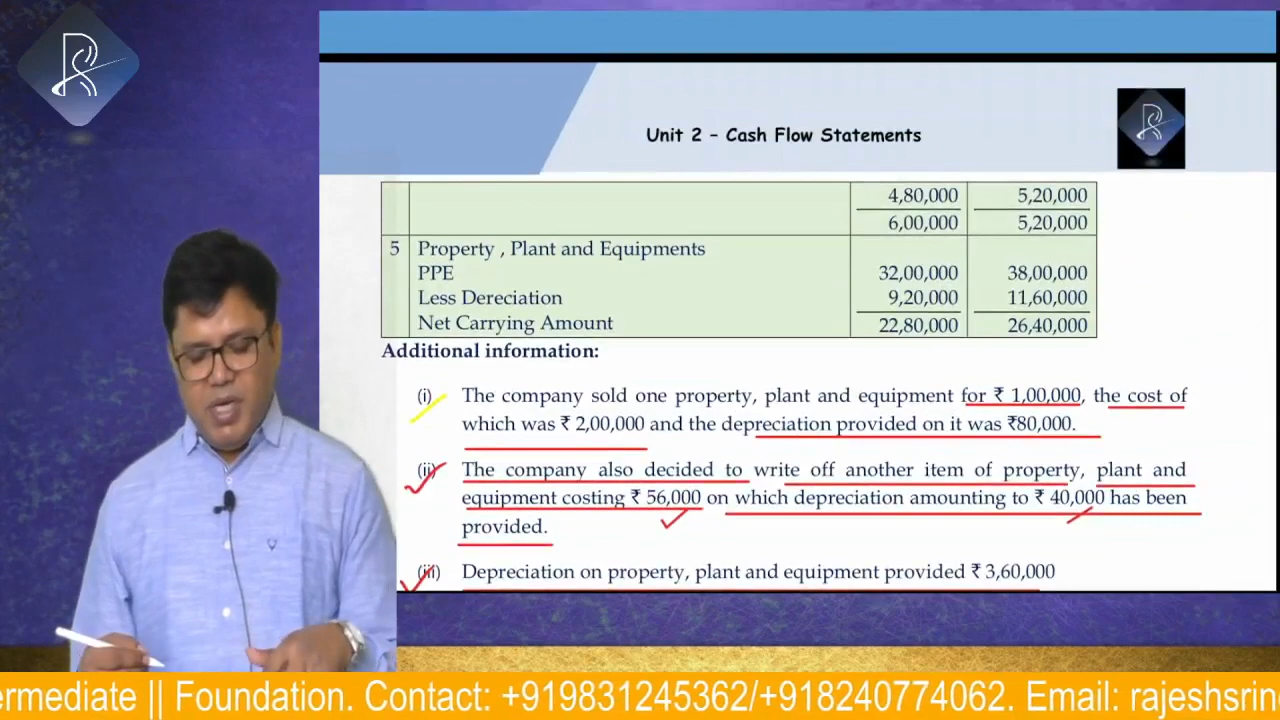 Unit 2 – Cash Flow Statements
4,80,000 5,20,000
6,00,000 5,20,000
5 Property , Plant and Equipments
PPE 32,00,000 38,00,000
Less Dereciation 9,20,000 11,60,000
Net Carrying Amount 22,80,000 26,40,000
Additional information:
(i) The company sold one property, plant and equipment for ₹ 1,00,000, the cost of
which was ₹ 2,00,000 and the depreciation provided on it was ₹80,000.
(ii) The company also decided to write off another item of property, plant and
equipment costing ₹ 56,000 on which depreciation amounting to ₹ 40,000 has been
provided.
(iii) Depreciation on property, plant and equipment provided ₹ 3,60,000
ermediate || Foundation. Contact: +919831245362/+918240774062. Email: rajeshsrin